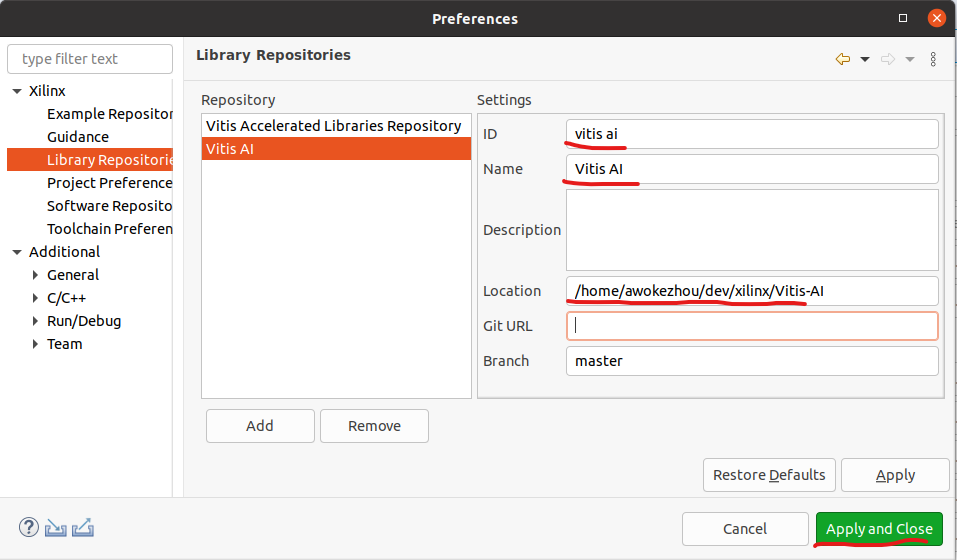 Preferences
type filter text
Library Repositories
Xilinx
Example Repositor
Guidance
Library Repositorie
Project Preference
Software Reposito
Toolchain Preferen
Additional
General
C/C++
Run/Debug
Team
Repository
Vitis Accelerated Libraries Repository
Vitis AI
Add
Remove
Settings
ID
vitis ai
Name
Vitis AI
Description
Location
/home/awokezhou/dev/xilinx/Vitis-AI
Git URL
Branch
master
Restore Defaults
Apply
?
Cancel
Apply and Close